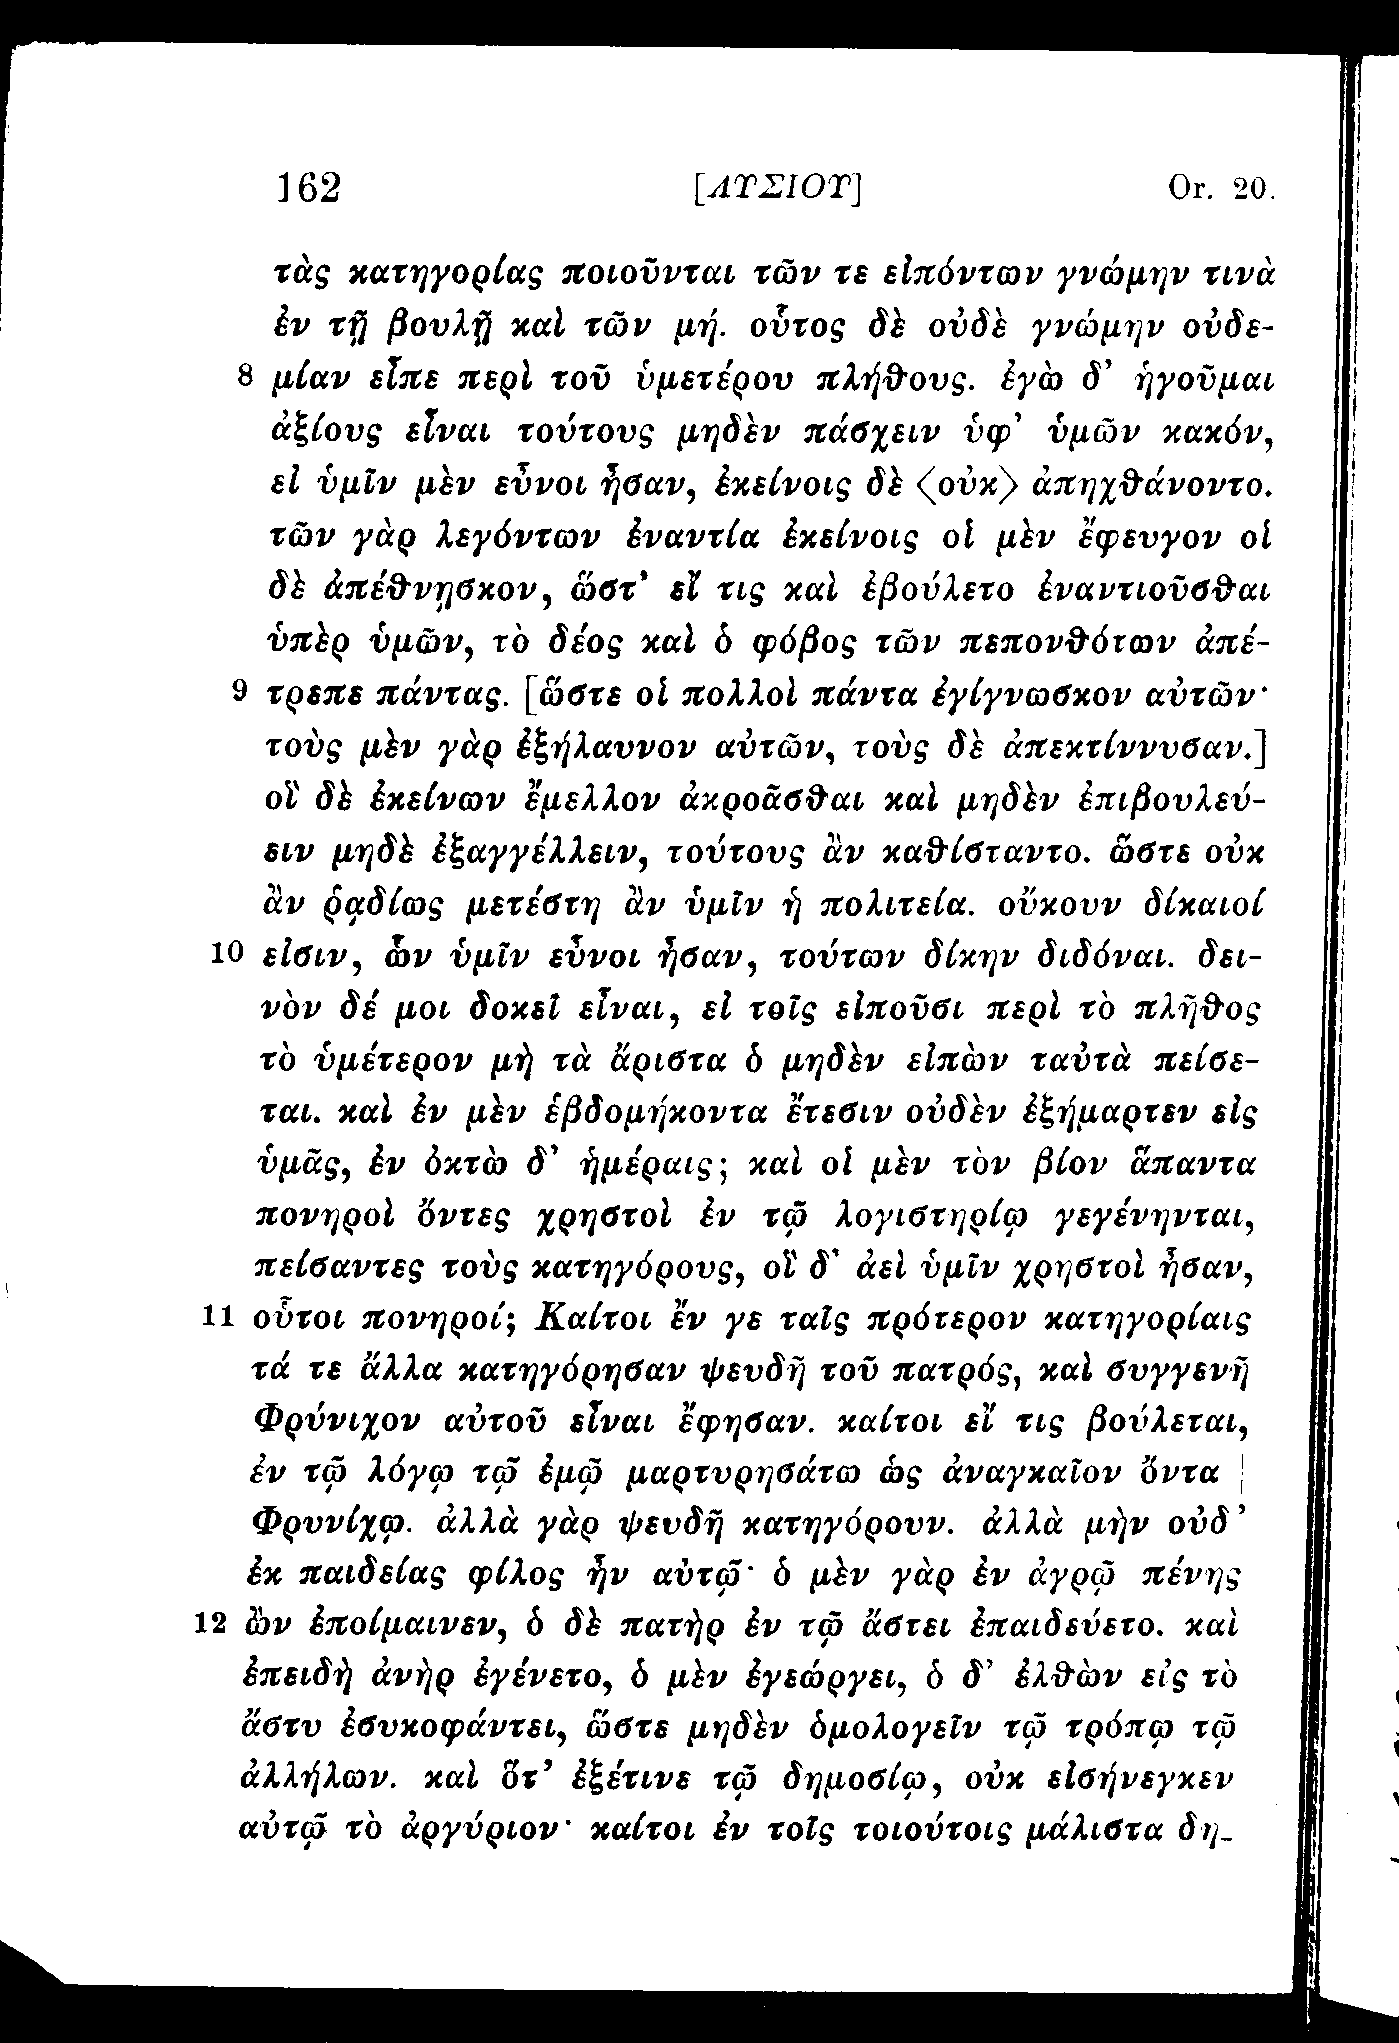 162 [ΛΥΣΙΟΥ] Or. 20.
τὰς κατηγορίας ποιοῦνται τῶν τε εἰπόντων γνώμην τινὰ
ἐν τῇ βουλῇ καὶ τῶν μή. οὗτος δὲ οὐδὲ γνώμην οὐδε-
8 μίαν εἶπε περὶ τοῦ ὑμετέρου πλήθους. ἐγὼ δ’ ἡγοῦμαι
ἀξίους εἶναι τούτους μηδὲν πάσχειν ὑφ’ ὑμῶν κακόν,
εἰ ὑμῖν μὲν εὖνοι ἦσαν, ἐκείνοις δὲ ⟨οὐκ⟩ ἀπηχθάνοντο.
τῶν γὰρ λεγόντων ἐναντία ἐκείνοις οἱ μὲν ἔφευγον οἱ
δὲ ἀπέθνῃσκον, ὥστ’ εἴ τις καὶ ἐβούλετο ἐναντιοῦσθαι
ὑπὲρ ὑμῶν, τὸ δέος καὶ ὁ φόβος τῶν πεπονθότων ἀπέ-
9 τρεπε πάντας. [ὥστε οἱ πολλοὶ πάντα ἐγίγνωσκον αὐτῶν·
τοὺς μὲν γὰρ ἐξήλαυνον αὐτῶν, τοὺς δὲ ἀπεκτίννυσαν.]
οἳ δὲ ἐκείνων ἔμελλον ἀκροᾶσθαι καὶ μηδὲν ἐπιβουλεύ-
ειν μηδὲ ἐξαγγέλλειν, τούτους ἂν καθίσταντο. ὥστε οὐκ
ἂν ῥᾳδίως μετέστη ἂν ὑμῖν ἡ πολιτεία. οὔκουν δίκαιοί
10 εἰσιν, ὧν ὑμῖν εὖνοι ἦσαν, τούτων δίκην διδόναι. δει-
νὸν δέ μοι δοκεῖ εἶναι, εἰ τοῖς εἰποῦσι περὶ τὸ πλῆθος
τὸ ὑμέτερον μὴ τὰ ἄριστα ὁ μηδὲν εἰπὼν ταὐτὰ πείσε-
ται. καὶ ἐν μὲν ἑβδομήκοντα ἔτεσιν οὐδὲν ἐξήμαρτεν εἰς
ὑμᾶς, ἐν ὀκτὼ δ’ ἡμέραις; καὶ οἱ μὲν τὸν βίον ἅπαντα
πονηροὶ ὄντες χρηστοὶ ἐν τῷ λογιστηρίῳ γεγένηνται,
πείσαντες τοὺς κατηγόρους, οἳ δ’ ἀεὶ ὑμῖν χρηστοὶ ἦσαν,
11 οὗτοι πονηροί; Καίτοι ἔν γε ταῖς πρότερον κατηγορίαις
τά τε ἄλλα κατηγόρησαν ψευδῆ τοῦ πατρός, καὶ συγγενῆ
Φρύνιχον αὐτοῦ εἶναι ἔφησαν. καίτοι εἴ τις βούλεται,
ἐν τῷ λόγῳ τῷ ἐμῷ μαρτυρησάτω ὡς ἀναγκαῖον ὄντα |
Φρυνίχῳ. ἀλλὰ γὰρ ψευδῆ κατηγόρουν. ἀλλὰ μὴν οὐδ’
ἐκ παιδείας φίλος ἦν αὐτῷ· ὁ μὲν γὰρ ἐν ἀγρῷ πένης
12 ὢν ἐποίμαινεν, ὁ δὲ πατὴρ ἐν τῷ ἄστει ἐπαιδεύετο. καὶ
ἐπειδὴ ἀνὴρ ἐγένετο, ὁ μὲν ἐγεώργει, ὁ δ’ ἐλθὼν εἰς τὸ
ἄστυ ἐσυκοφάντει, ὥστε μηδὲν ὁμολογεῖν τῷ τρόπῳ τῷ
ἀλλήλων. καὶ ὅτ’ ἐξέτινε τῷ δημοσίῳ, οὐκ εἰσήνεγκεν
αὐτῷ τὸ ἀργύριον· καίτοι ἐν τοῖς τοιούτοις μάλιστα δη-